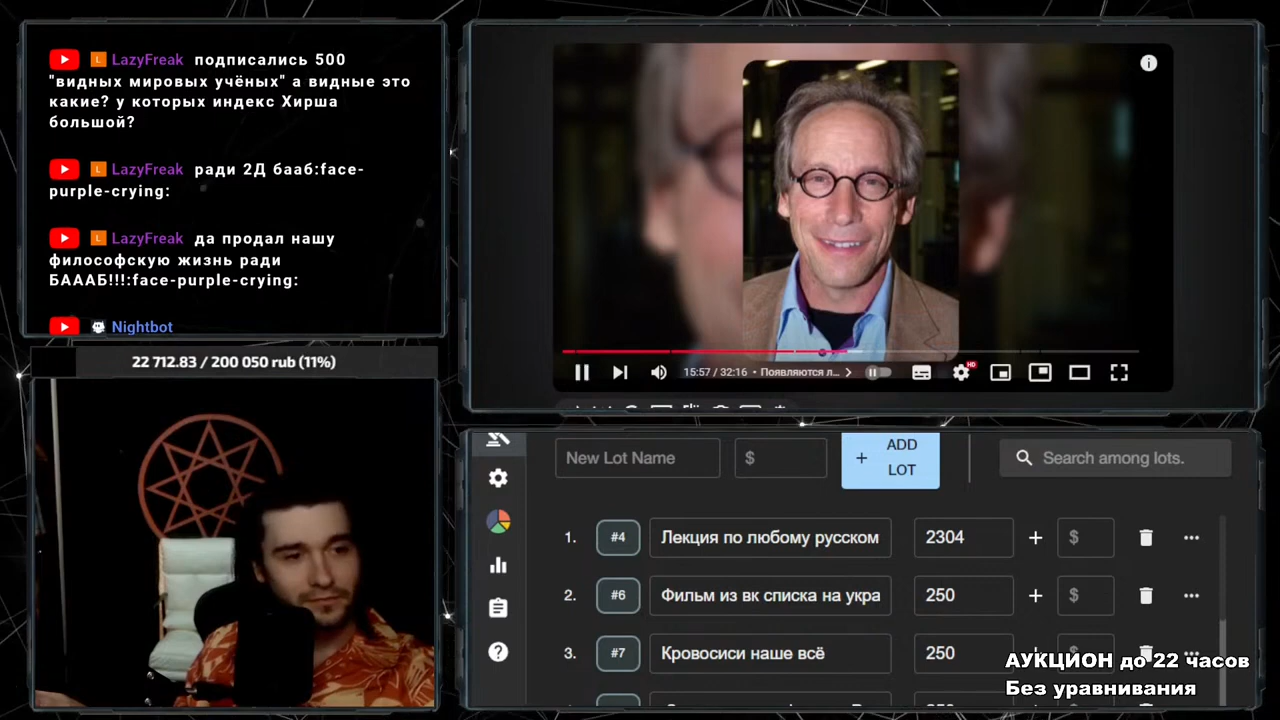 LazyFreak подписались 500
"видных мировых учёных" а видные это
какие? у которых индекс Хирша
большой?
LazyFreak ради 2Д бааб:face-
purple-crying:
LazyFreak да продал нашу
философскую жизнь ради
БАААБ!!!:face-purple-crying:
Nightbot
22 712.83 / 200 050 rub (11%)
15:57 / 32:16 • Появляются л...
HD
New Lot Name
$
+ ADD
LOT
Search among lots.
1. #4 Лекция по любому русском 2304 + $
2. #6 Фильм из вк списка на укра 250 + $
3. #7 Кровосиси наше всё 250
АУКЦИОН до 22 часов
Без уравнивания